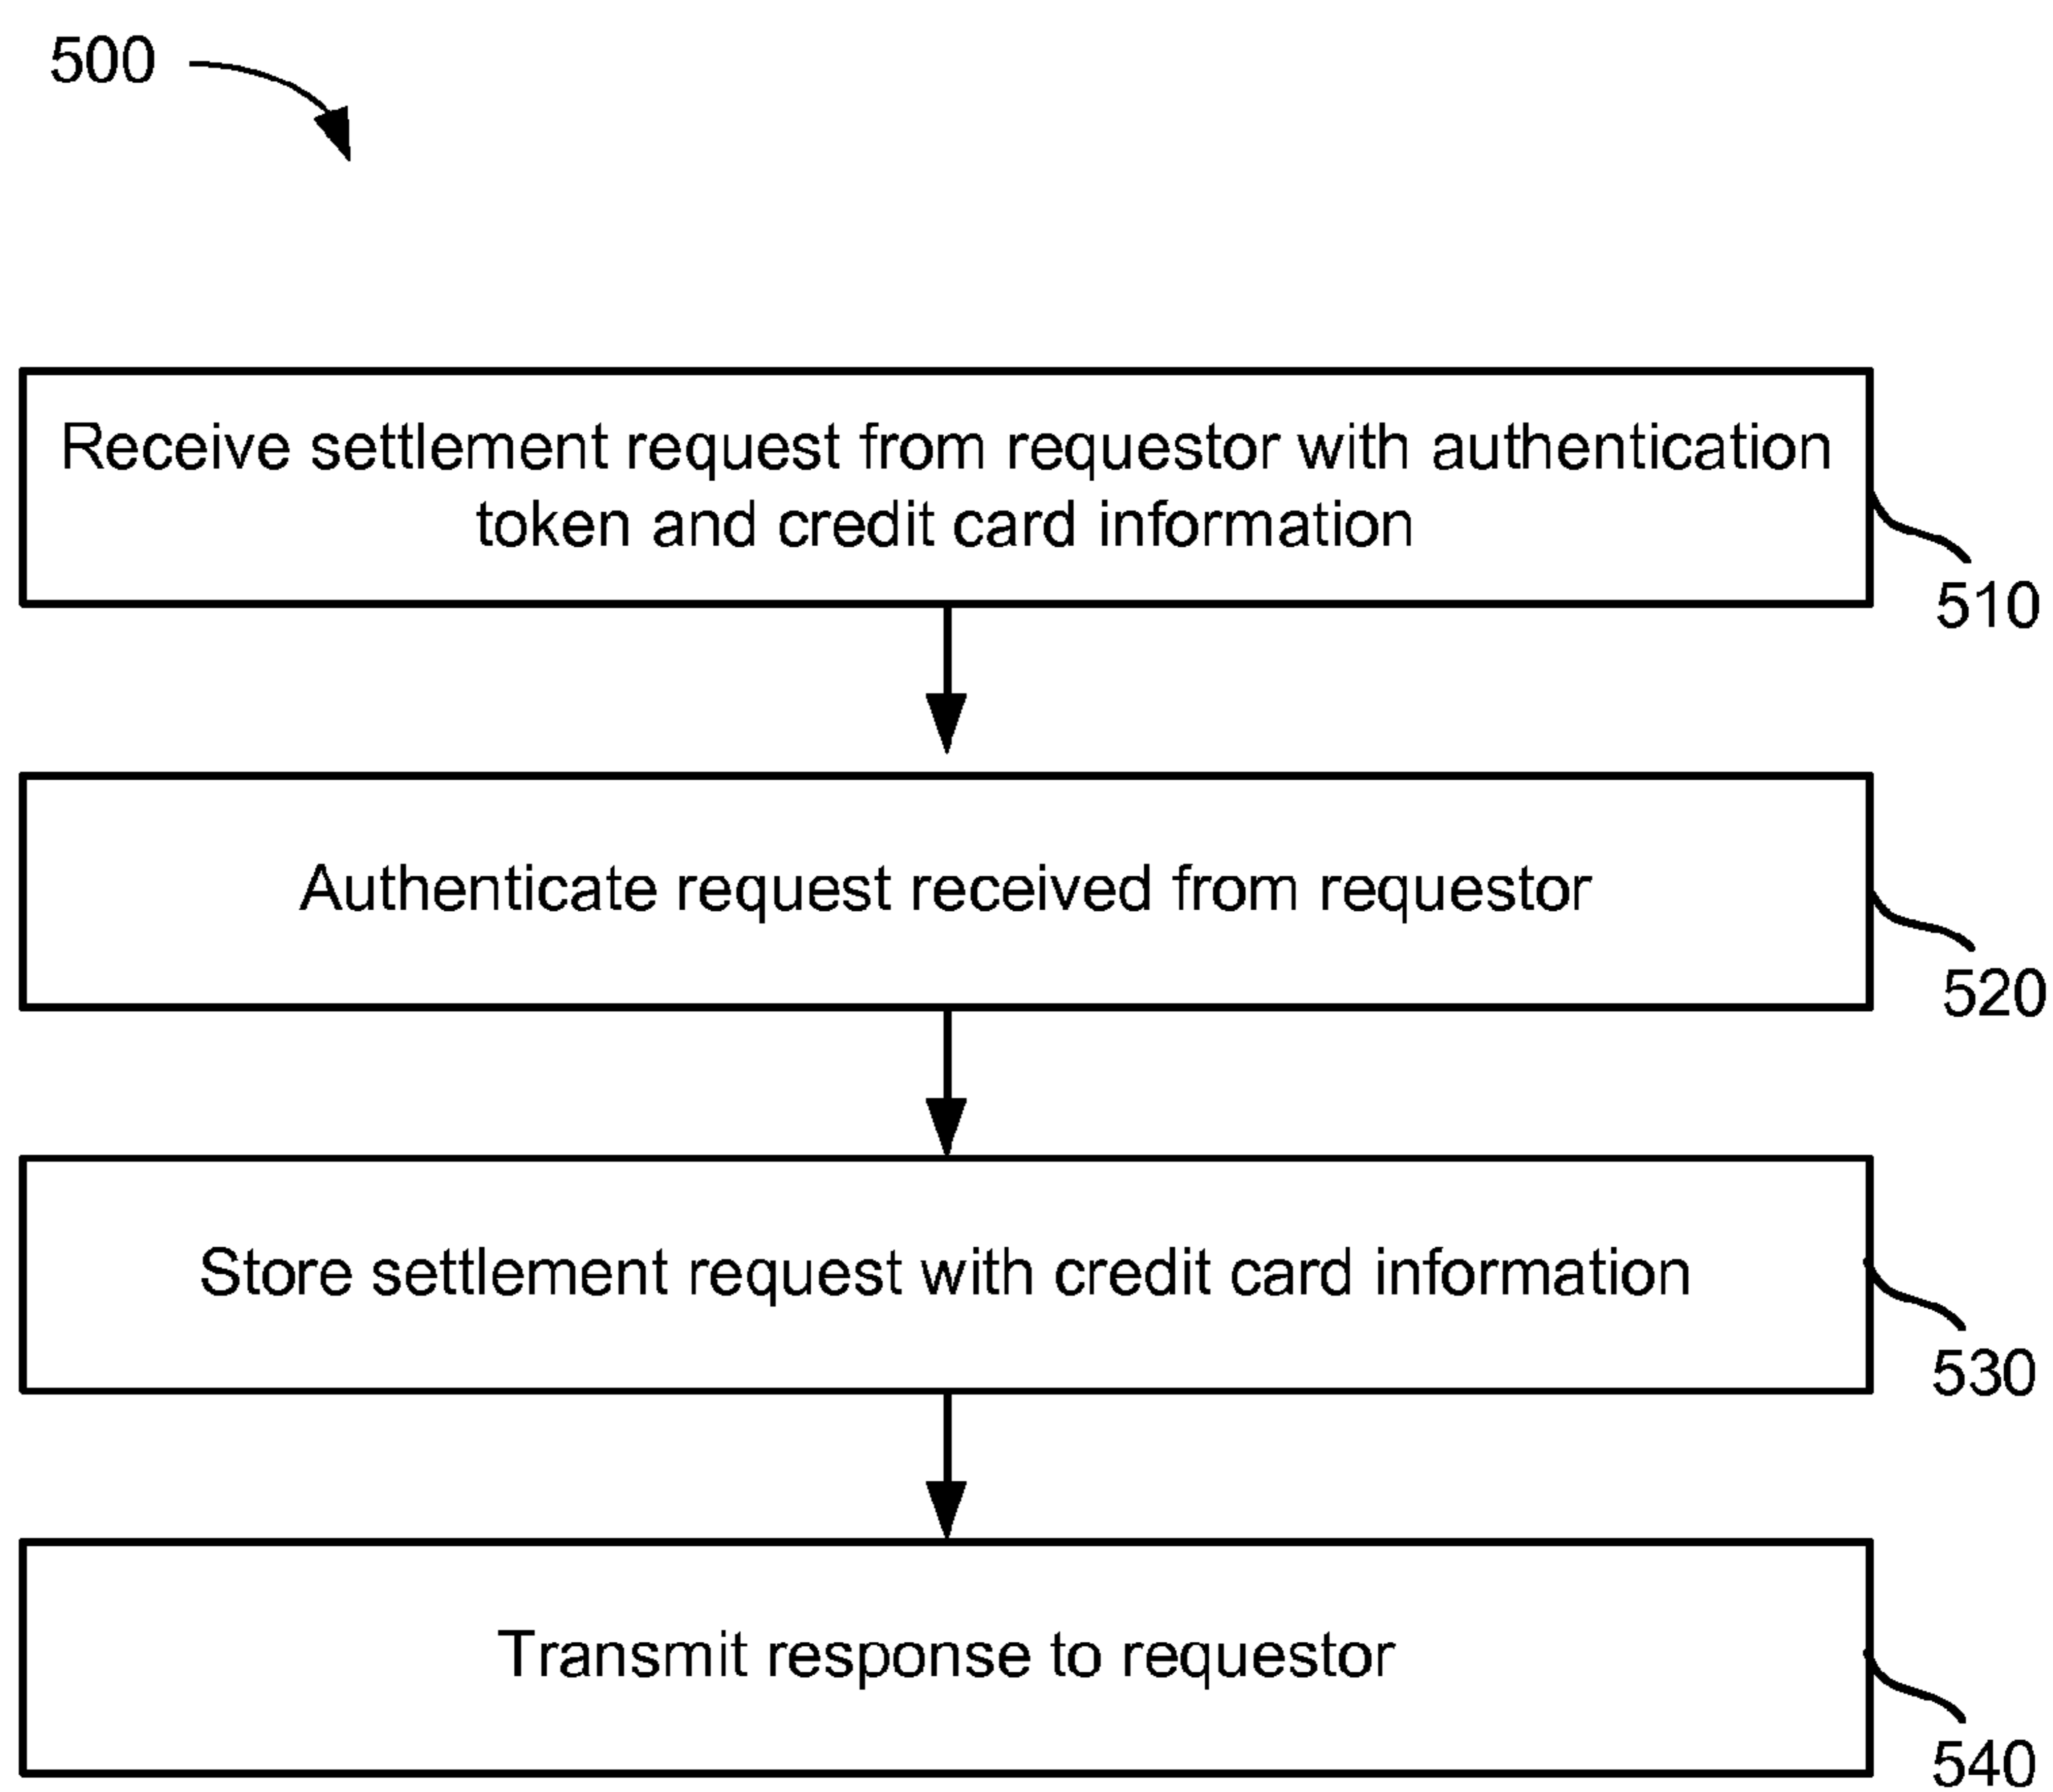 500
Receive settlement request from requestor with authentication
token and credit card information
510
Authenticate request received from requestor
520
Store settlement request with credit card information
530
Transmit response to requestor
540